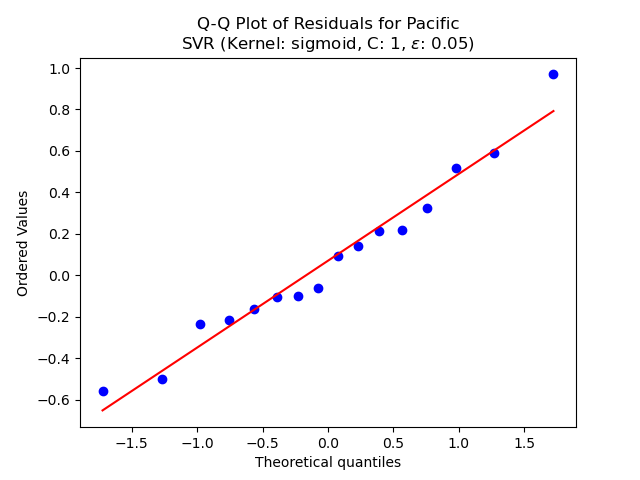 Q-Q Plot of Residuals for Pacific
SVR (Kernel: sigmoid, C: 1, ε: 0.05)
Ordered Values
1.0
0.8
0.6
0.4
0.2
0.0
−0.2
−0.4
−0.6
−1.5 −1.0 −0.5 0.0 0.5 1.0 1.5
Theoretical quantiles